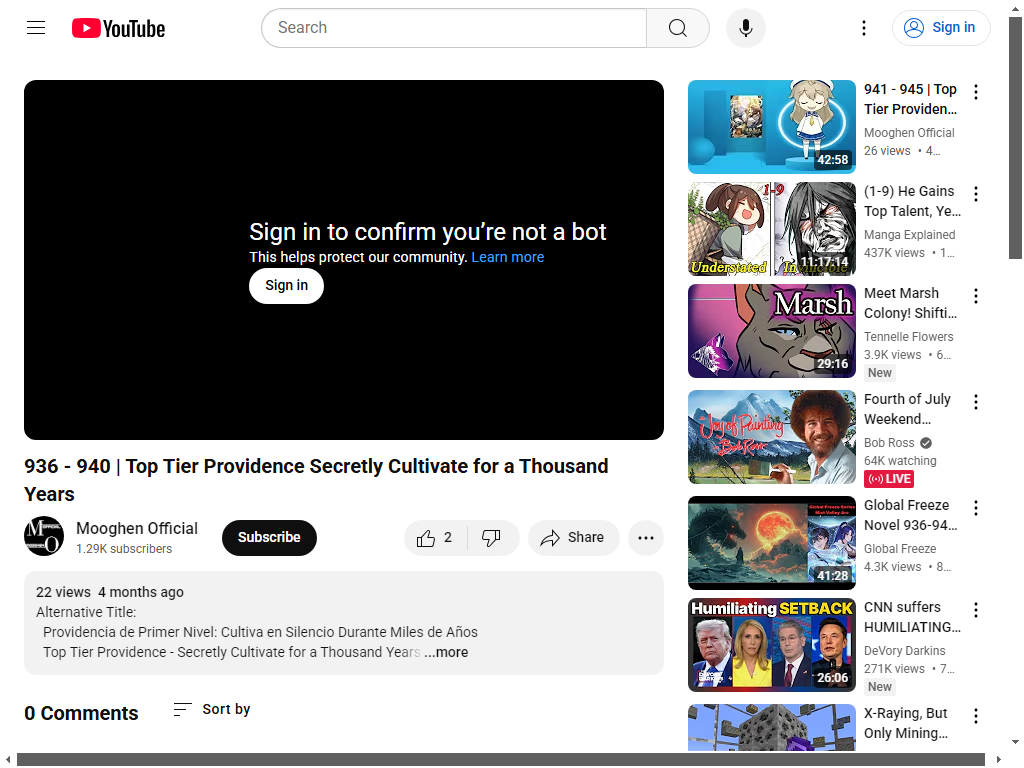 YouTube
Search
Sign in
Sign in to confirm you’re not a bot
This helps protect our community. Learn more
Sign in
936 - 940 | Top Tier Providence Secretly Cultivate for a Thousand
Years
Mooghen Official
1.29K subscribers
Subscribe
2
Share
22 views 4 months ago
Alternative Title:
Providencia de Primer Nivel: Cultiva en Silencio Durante Miles de Años
Top Tier Providence - Secretly Cultivate for a Thousand Years ...more
0 Comments
Sort by
42:58
941 - 945 | Top
Tier Providen...
Mooghen Official
26 views • 4...
1-9
Understated
11:17:14
(1-9) He Gains
Top Talent, Ye...
Manga Explained
437K views • 1...
Marsh
29:16
Meet Marsh
Colony! Shifti...
Tennelle Flowers
3.9K views • 6...
New
Joy of Painting
Bob Ross
Fourth of July
Weekend...
Bob Ross
64K watching
LIVE
Global Freeze Series
41:28
Global Freeze
Novel 936-94...
Global Freeze
4.3K views • 8...
Humiliating SETBACK
DEVORY
DARKINS
26:06
CNN suffers
HUMILIATING...
DeVory Darkins
271K views • 7...
New
X-Raying, But
Only Mining...